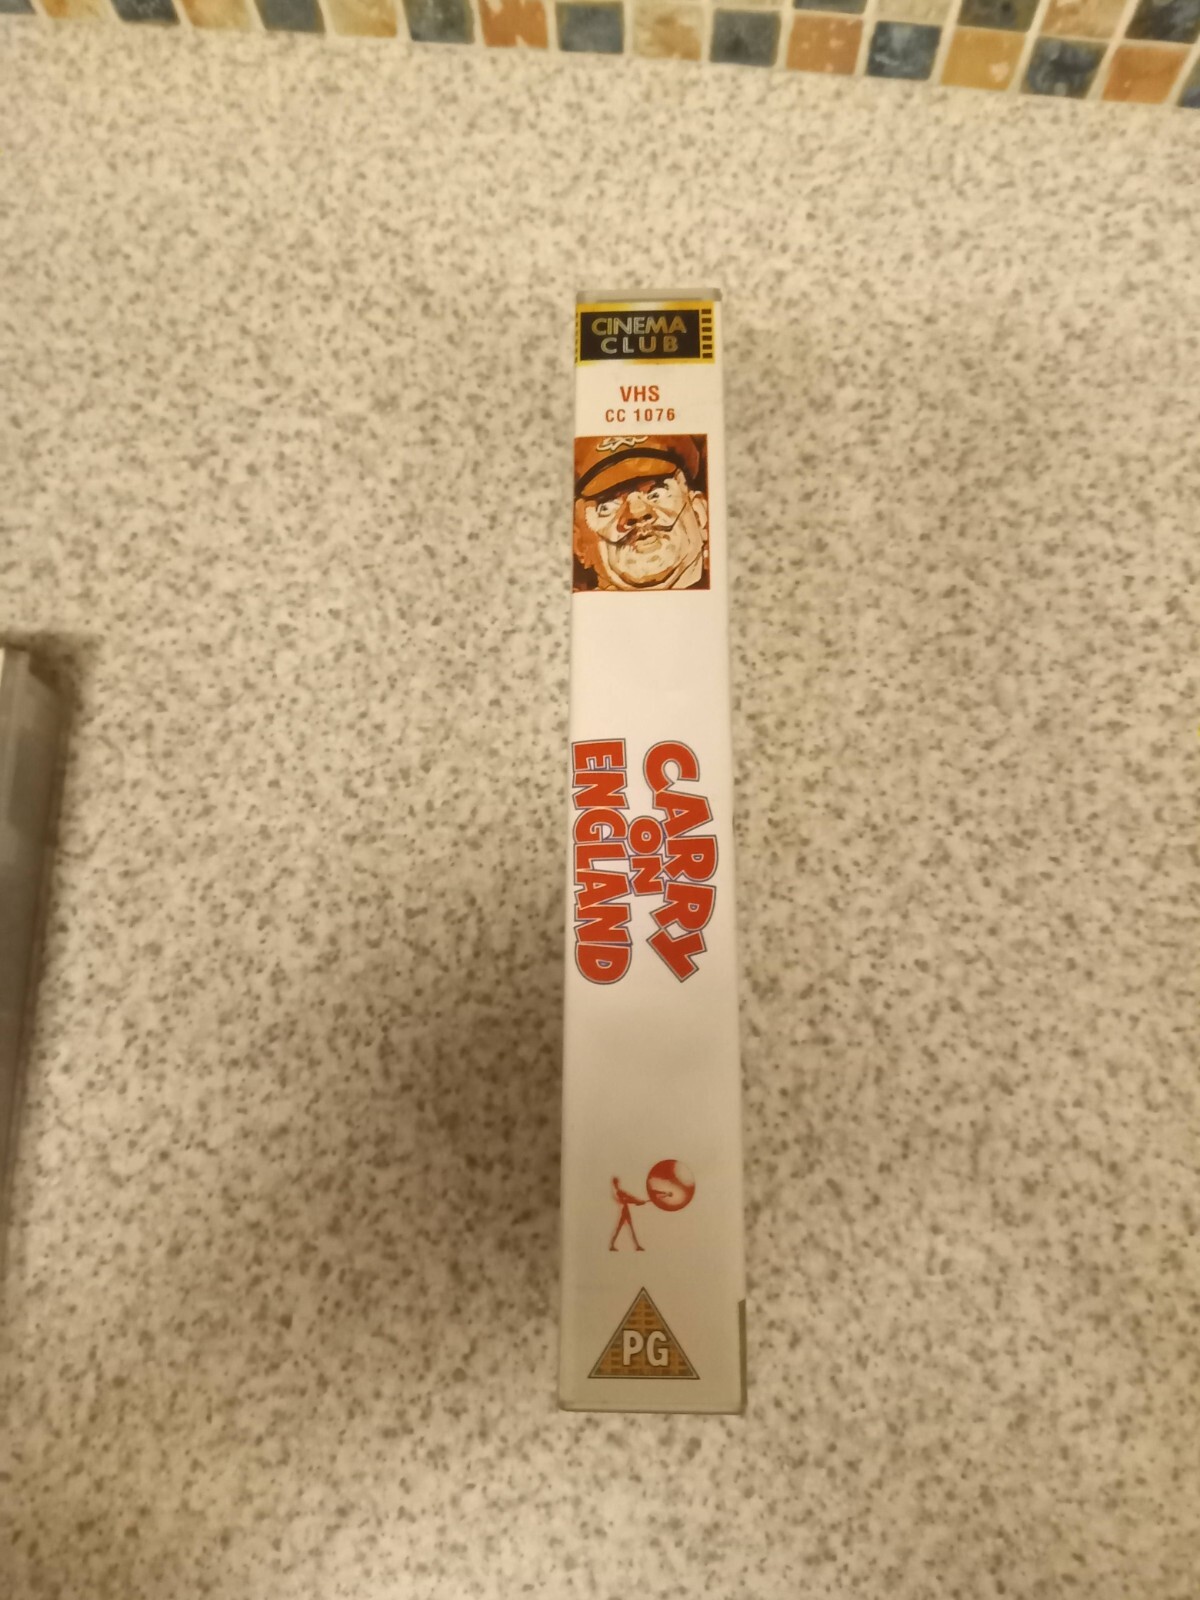 CINEMA
CLUB
VHS
CC 1076
CARRY
ON
ENGLAND
PG